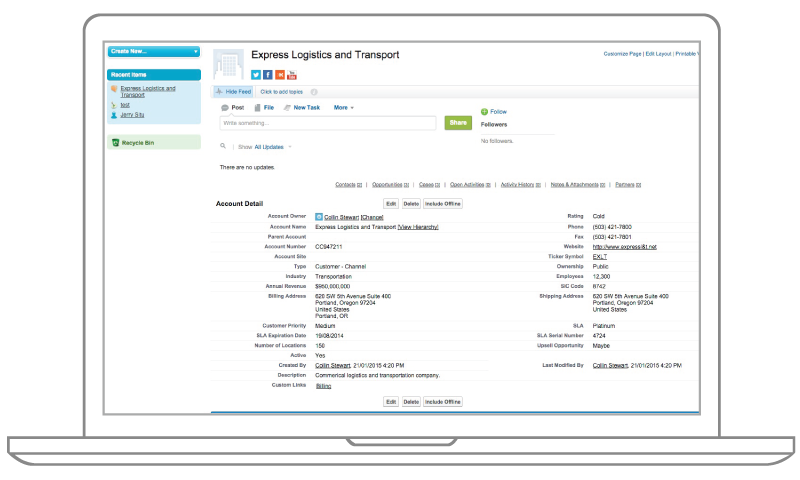 Create New...
Recent Items
Express Logistics and
Transport
test
Jerry Situ
Recycle Bin
Express Logistics and Transport
Customize Page | Edit Layout | Printable V
Hide Feed
Click to add topics
Post
File
New Task
More
Write something...
Share
Follow
Followers
No followers.
Show All Updates
There are no updates.
Contacts [2] | Opportunities [3] | Cases [3] | Open Activities [0] | Activity History [0] | Notes & Attachments [0] | Partners [0]
Account Detail
Edit Delete Include Offline
Account Owner Collin Stewart [Change]
Rating Cold
Account Name Express Logistics and Transport [View Hierarchy]
Phone (503) 421-7800
Parent Account
Fax (503) 421-7801
Account Number CC947211
Website http://www.expressl&t.net
Account Site
Ticker Symbol EXLT
Type Customer - Channel
Ownership Public
Industry Transportation
Employees 12,300
Annual Revenue $950,000,000
SIC Code 8742
Billing Address 620 SW 5th Avenue Suite 400
Portland, Oregon 97204
United States
Portland, OR
Shipping Address 620 SW 5th Avenue Suite 400
Portland, Oregon 97204
United States
Customer Priority Medium
SLA Platinum
SLA Expiration Date 19/08/2014
SLA Serial Number 4724
Number of Locations 150
Upsell Opportunity Maybe
Active Yes
Created By Collin Stewart, 21/01/2015 4:20 PM
Last Modified By Collin Stewart, 21/01/2015 4:20 PM
Description Commerical logistics and transportation company.
Custom Links Billing
Edit Delete Include Offline